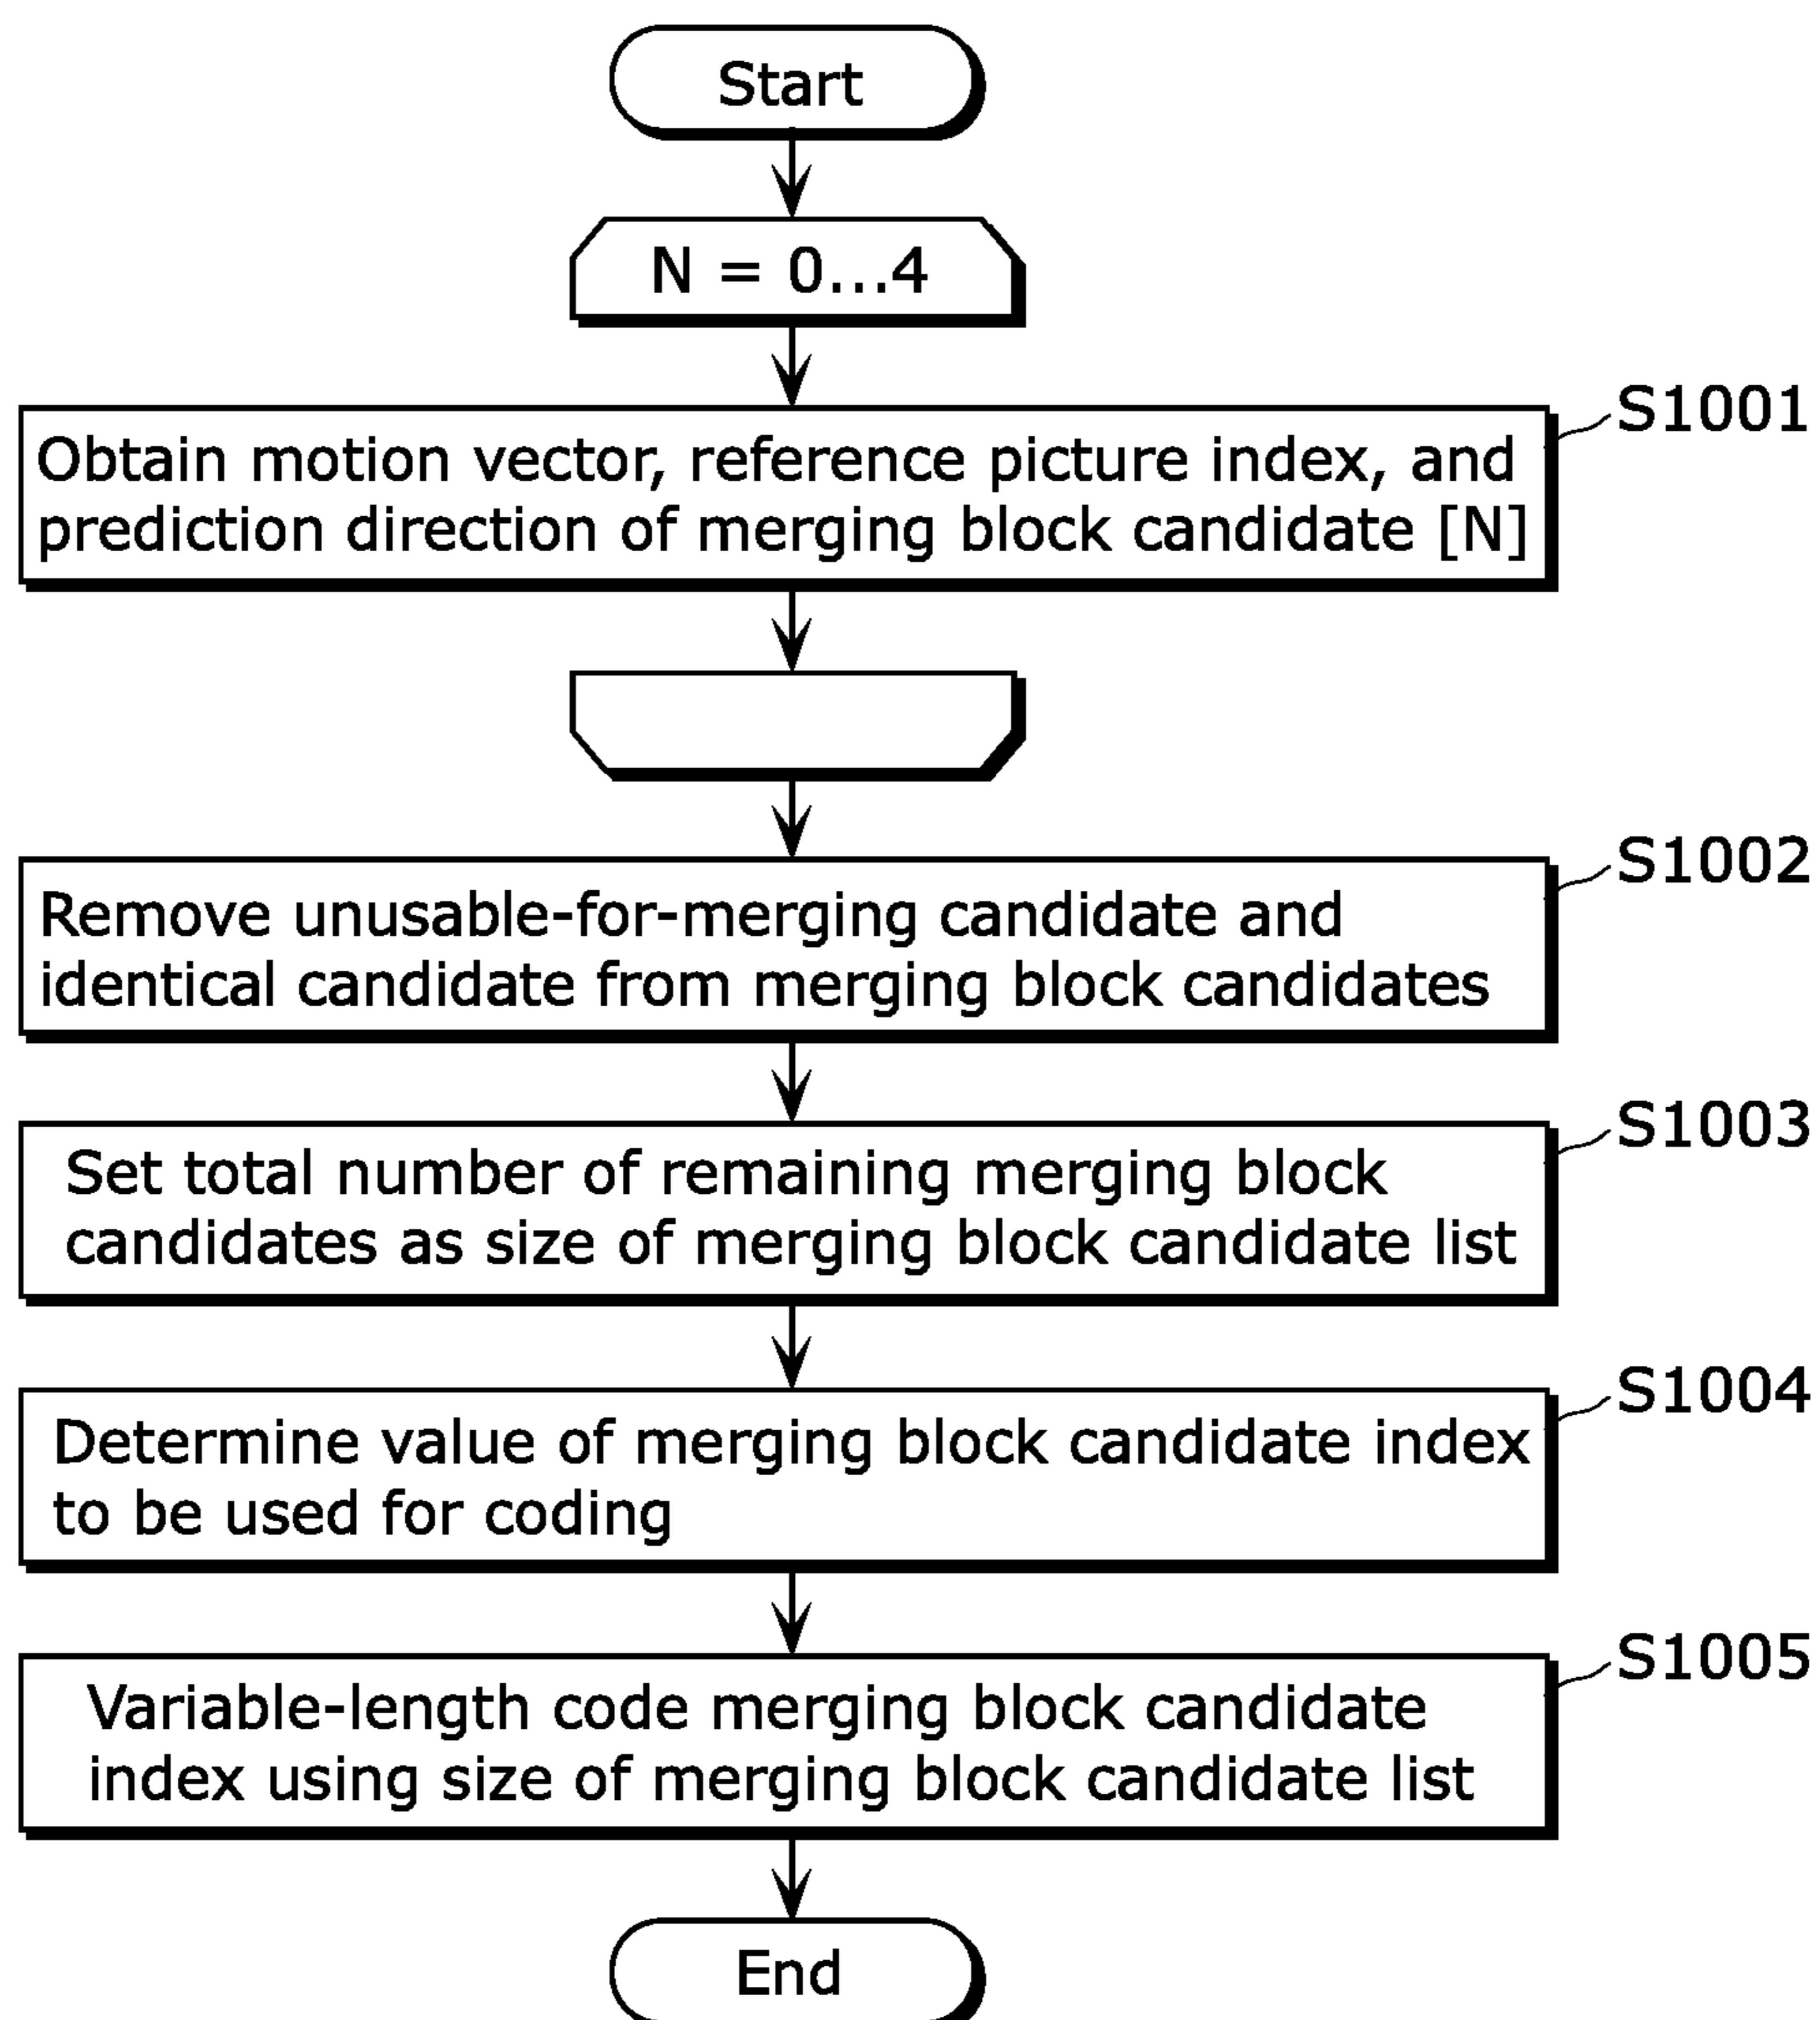 Start
N = 0...4
S1001
Obtain motion vector, reference picture index, and
prediction direction of merging block candidate [N]
S1002
Remove unusable-for-merging candidate and
identical candidate from merging block candidates
S1003
Set total number of remaining merging block
candidates as size of merging block candidate list
S1004
Determine value of merging block candidate index
to be used for coding
S1005
Variable-length code merging block candidate
index using size of merging block candidate list
End